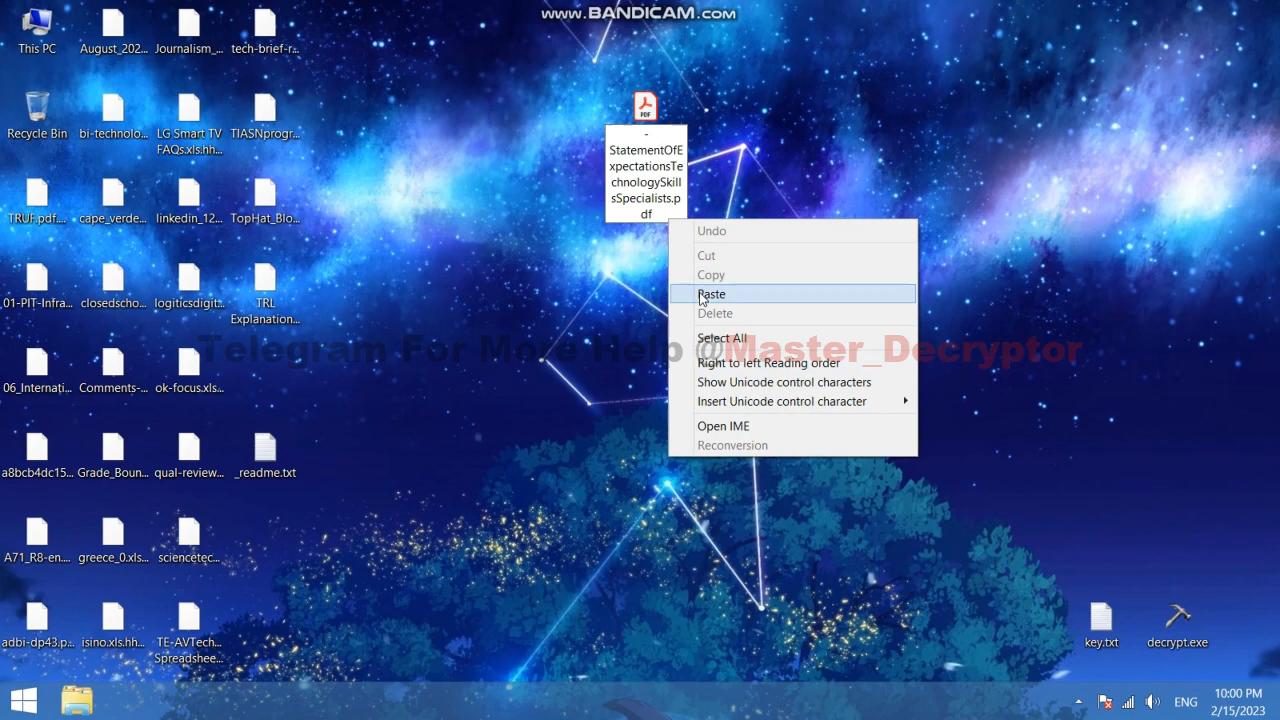 www.BANDICAM.com
This PC
August_202...
Journalism_...
tech-brief-r...
Recycle Bin
bi-technolo...
LG Smart TV
FAQs.xls.hh...
TIASNprogr...
TRUF.pdf....
cape_verde...
linkedin_12...
TopHat_Blo...
01-PIT-Infra...
closedscho...
logiticsdigit...
TRL
Explanation...
06_Internati...
Comments-...
ok-focus.xls...
a8bcb4dc15...
Grade_Boun...
qual-review...
_readme.txt
A71_R8-en....
greece_0.xls...
sciencetec...
adbi-dp43.p...
isino.xls.hh...
TE-AVTech...
Spreadshee...
PDF
-
StatementOfE
xpectationsTe
chnologySkill
sSpecialists.p
df
Undo
Cut
Copy
Paste
Delete
Select All
Right to left Reading order
Show Unicode control characters
Insert Unicode control character
Open IME
Reconversion
Telegram For More Help @Master_Decryptor
key.txt
decrypt.exe
ENG
10:00 PM
2/15/2023